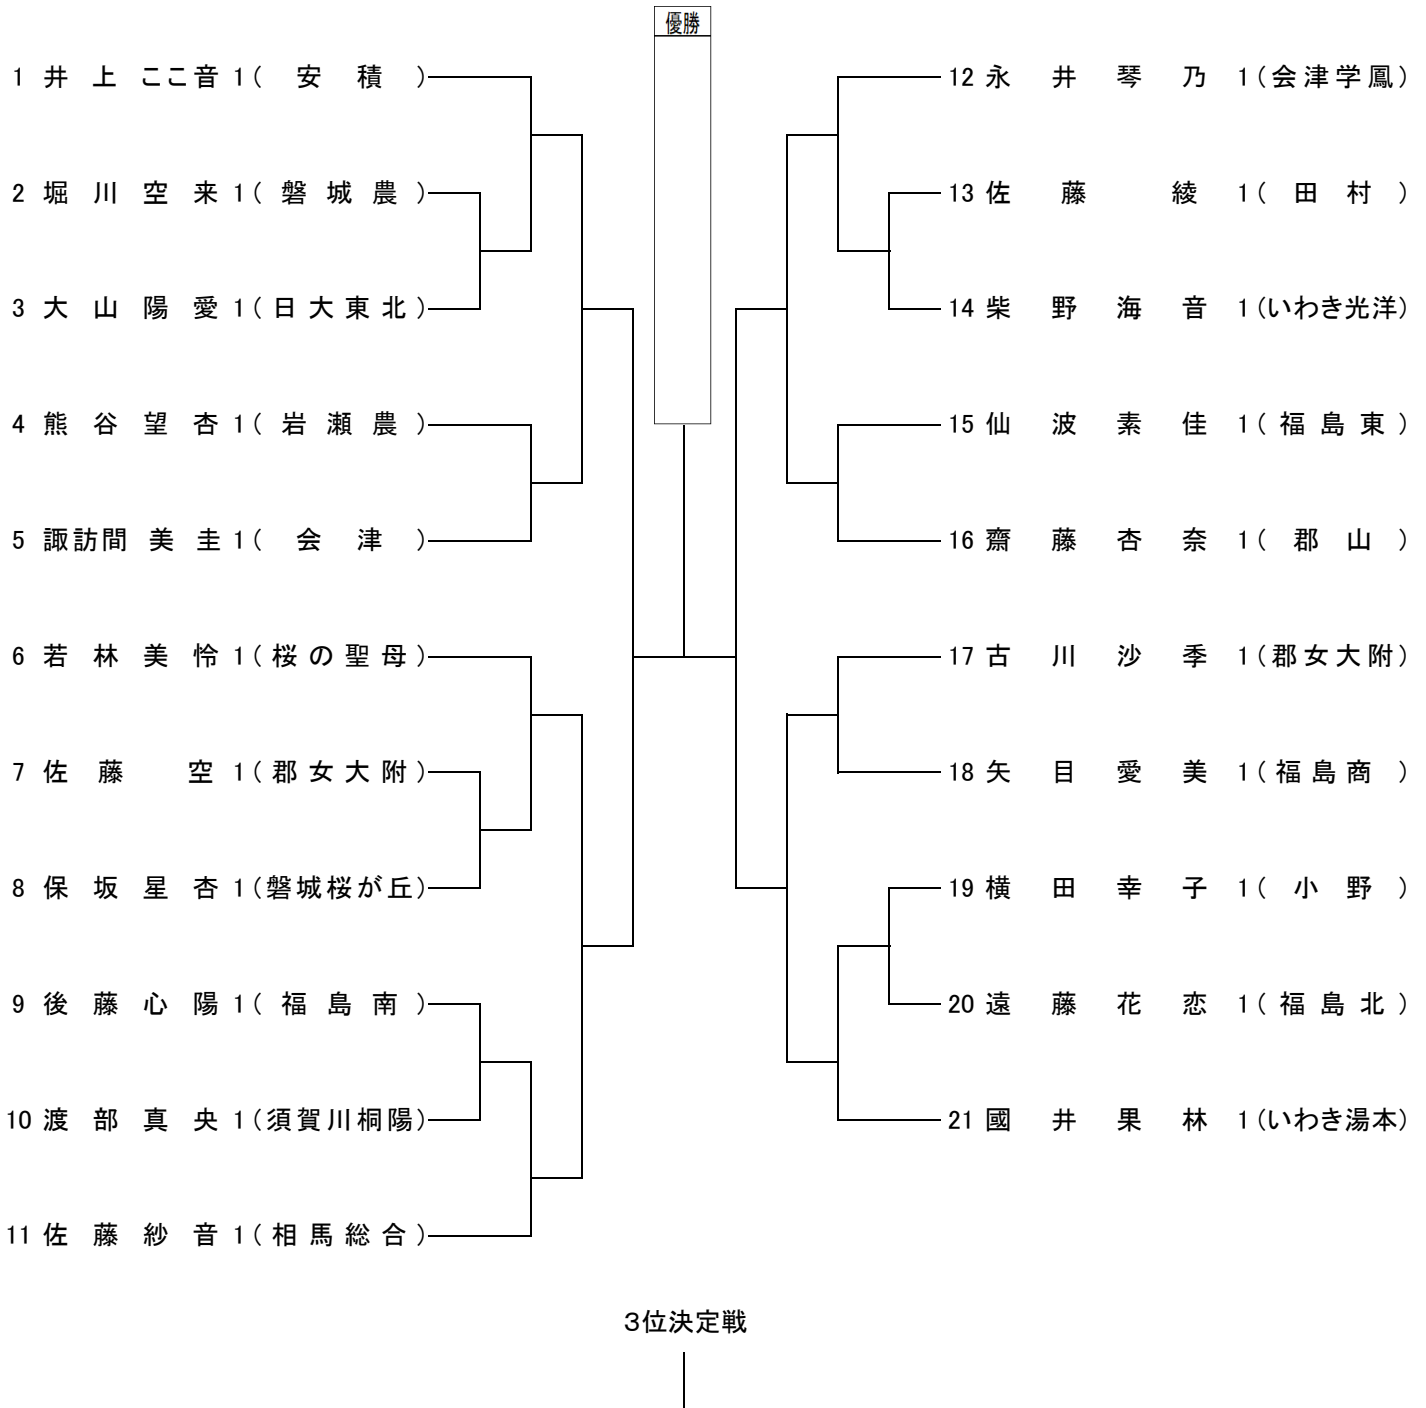 優勝
1 井上 ここ音 1(安積)
2 堀川空来 1(磐城農)
3 大山陽愛 1(日大東北)
4 熊谷望杏 1(岩瀬農)
5 諏訪間 美圭 1(会津)
6 若林美怜 1(桜の聖母)
7 佐藤 空 1(郡女大附)
8 保坂星杏 1(磐城桜が丘)
9 後藤心陽 1(福島南)
10 渡部真央 1(須賀川桐陽)
11 佐藤紗音 1(相馬総合)
12 永井琴乃 1(会津学鳳)
13 佐藤 綾 1(田村)
14 柴野海音 1(いわき光洋)
15 仙波素佳 1(福島東)
16 齋藤杏奈 1(郡山)
17 古川沙季 1(郡女大附)
18 矢目愛美 1(福島商)
19 横田幸子 1(小野)
20 遠藤花恋 1(福島北)
21 國井果林 1(いわき湯本)
3位決定戦